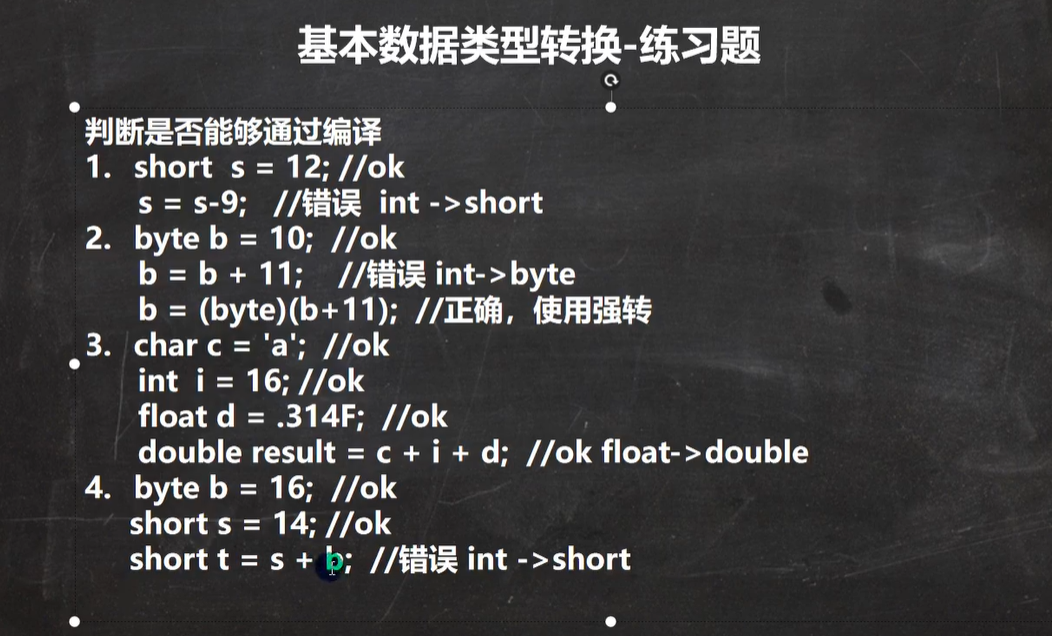 基本数据类型转换-练习题
判断是否能够通过编译
1. short s = 12; //ok
s = s-9; //错误 int ->short
2. byte b = 10; //ok
b = b + 11; //错误 int->byte
b = (byte)(b+11); //正确，使用强转
3. char c = 'a'; //ok
int i = 16; //ok
float d = .314F; //ok
double result = c + i + d; //ok float->double
4. byte b = 16; //ok
short s = 14; //ok
short t = s + b; //错误 int ->short